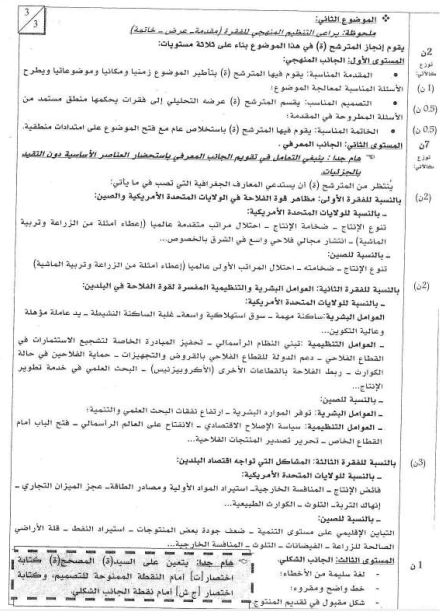 3
3
❖ الموضوع الثاني:
ملحوظة: يراعى التنظيم المنهجي للفقرة (مقدمة- عرض - خاتمة)
يقوم إنجاز المترشح (ة) في هذا الموضوع بناء على ثلاثة مستويات:
2ن
توزع
كالآتي:
المستوى الأول: الجانب المنهجي:
• المقدمة المناسبة: يقوم فيها المترشح (ة) بتأطير الموضوع زمنيا ومكانيا وموضوعاتيا ويطرح
(1 ن)
الأسئلة المناسبة لمعالجة الموضوع؛
• التصميم المناسب: يقسم المترشح (ة) عرضه التحليلي إلى فقرات يحكمها منطق مستمد من
(0,5 ن)
الأسئلة المطروحة في المقدمة؛
• الخاتمة المناسبة: يقوم فيها المترشح (ة) باستخلاص عام مع فتح الموضوع على امتدادات منطقية.
(0,5 ن)
المستوى الثاني: الجانب المعرفي.
7ن
توزع
كالآتي:
هام جدا: ينبغي التعامل في تقويم الجانب المعرفي باستحضار العناصر الأساسية دون التقيد
بالجزئيات
يُنتظر من المترشح (ة) أن يستدعي المعارف الجغرافية التي تصب في ما يأتي:
(2ن)
بالنسبة للفقرة الأولى: مظاهر قوة الفلاحة في الولايات المتحدة الأمريكية والصين:
– بالنسبة للولايات المتحدة الأمريكية:
تنوع الإنتاج – ضخامة الإنتاج – احتلال مراتب متقدمة عالميا (إعطاء أمثلة من الزراعة وتربية
الماشية) – انتشار مجالي فلاحي واسع في الشرق بالخصوص...
– بالنسبة للصين:
تنوع الإنتاج – ضخامته – احتلال المراتب الأولى عالميا (إعطاء أمثلة من الزراعة وتربية الماشية)
(2ن)
بالنسبة للفقرة الثانية: العوامل البشرية والتنظيمية المفسرة لقوة الفلاحة في البلدين:
– بالنسبة للولايات المتحدة الأمريكية:
– العوامل البشرية: ساكنة مهمة – سوق استهلاكية واسعة- غلبة الساكنة النشيطة – يد عاملة مؤهلة
وعالية التكوين...
– العوامل التنظيمية: تبني النظام الرأسمالي – تحفيز المبادرة الخاصة لتشجيع الاستثمارات في
القطاع الفلاحي – دعم الدولة للقطاع الفلاحي بالقروض والتجهيزات – حماية الفلاحين في حالة
الكوارث – ربط الفلاحة بالقطاعات الأخرى (الأكروبيزنيس) – البحث العلمي في خدمة تطوير
الإنتاج...
– بالنسبة للصين:
– العوامل البشرية: توفر الموارد البشرية – ارتفاع نفقات البحث العلمي والتنمية؛
– العوامل التنظيمية: سياسة الإصلاح الاقتصادي – الانفتاح على العالم الرأسمالي – فتح الباب أمام
القطاع الخاص – تحرير تصدير المنتجات الفلاحية...
(3ن)
بالنسبة للفقرة الثالثة: المشاكل التي تواجه اقتصاد البلدين:
– بالنسبة للولايات المتحدة الأمريكية:
فائض الإنتاج – المنافسة الخارجية- استيراد المواد الأولية ومصادر الطاقة- عجز الميزان التجاري –
إنهاك التربة- التلوث – الكوارث الطبيعية...
– بالنسبة للصين:
التباين الإقليمي على مستوى التنمية – ضعف جودة بعض المنتوجات – استيراد النفط – قلة الأراضي
الصالحة للزراعة – الفيضانات – التلوث – المنافسة الخارجية...
1 ن
المستوى الثالث: الجانب الشكلي.
- لغة سليمة من الأخطاء؛
- خط واضح ومقروء؛
- شكل مقبول في تقديم المنتوج.
هام جدا: يتعين على السيد(ة) المصحح(ة) كتابة
اختصار [ت] أمام النقطة الممنوحة للتصميم، وكتابة
اختصار [ج ش] أمام نقطة الجانب الشكلي.